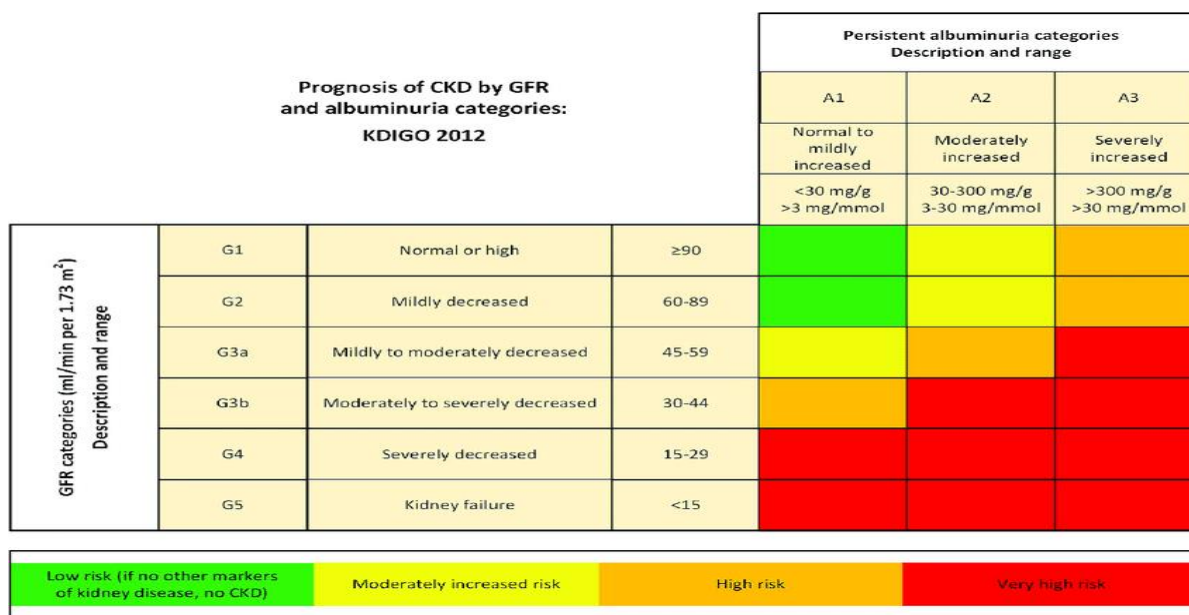 Persistent albuminuria categories
Description and range
Prognosis of CKD by GFR
and albuminuria categories:
KDIGO 2012
A1
A2
A3
Normal to
mildly
increased
Moderately
increased
Severely
increased
<30 mg/g
>3 mg/mmol
30-300 mg/g
3-30 mg/mmol
>300 mg/g
>30 mg/mmol
GFR categories (ml/min per 1.73 m²)
Description and range
G1
Normal or high
≥90
G2
Mildly decreased
60-89
G3a
Mildly to moderately decreased
45-59
G3b
Moderately to severely decreased
30-44
G4
Severely decreased
15-29
G5
Kidney failure
<15
Low risk (if no other markers
of kidney disease, no CKD)
Moderately increased risk
High risk
Very high risk